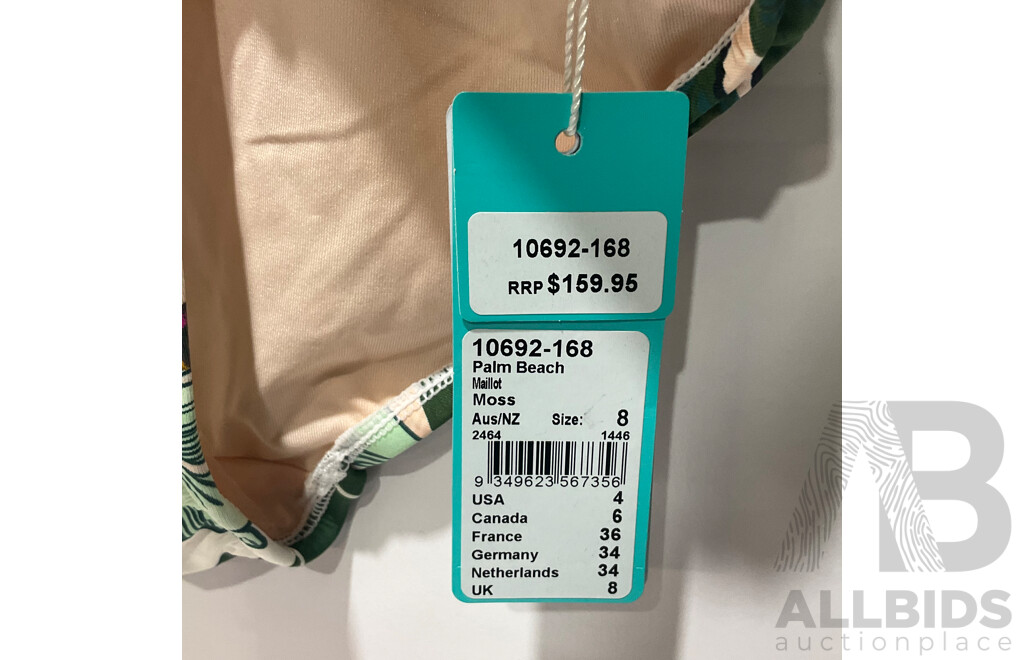 10692-168
RRP $159.95
10692-168
Palm Beach
Maillot
Moss
Aus/NZ Size: 8
2464 1446
9 349623 567356
USA 4
Canada 6
France 36
Germany 34
Netherlands 34
UK 8
AB
ALLBIDS
auctionplace